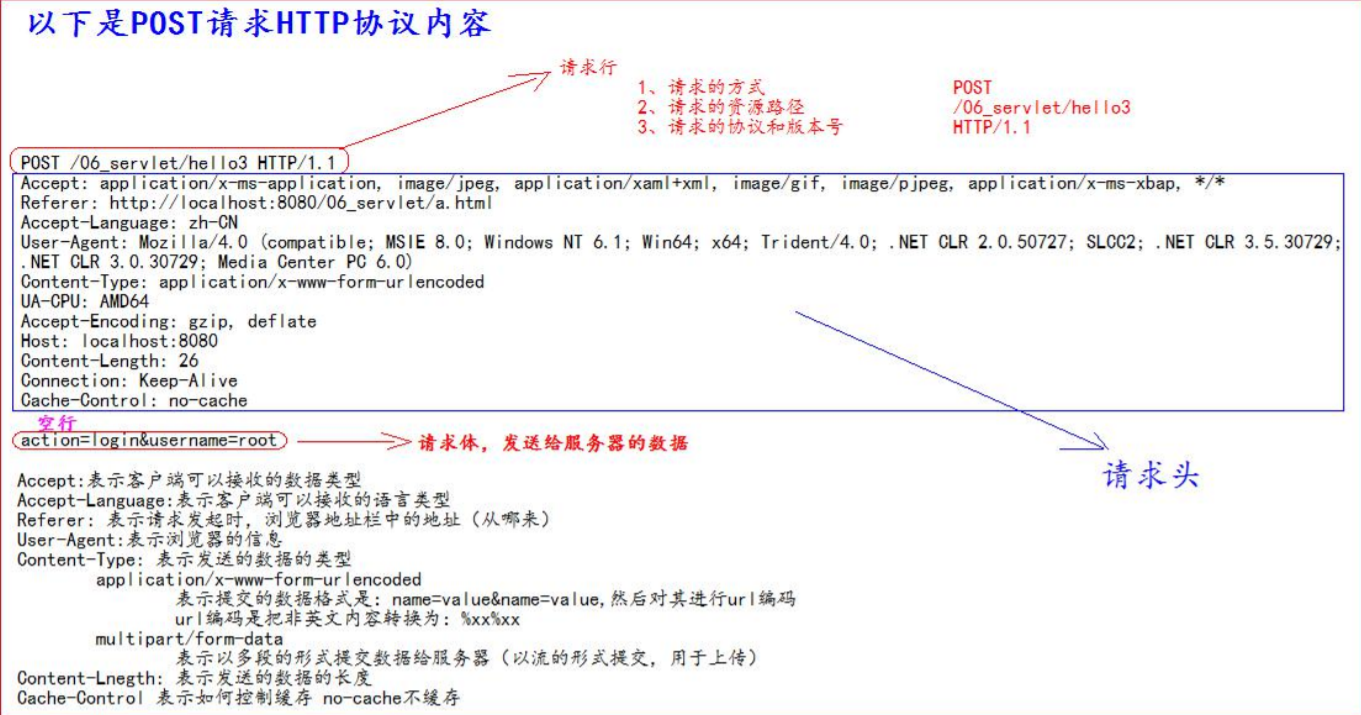 以下是POST请求HTTP协议内容
请求行
1、请求的方式 POST
2、请求的资源路径 /06_servlet/hello3
3、请求的协议和版本号 HTTP/1.1
POST /06_servlet/hello3 HTTP/1.1
Accept: application/x-ms-application, image/jpeg, application/xaml+xml, image/gif, image/pjpeg, application/x-ms-xbap, */*
Referer: http://localhost:8080/06_servlet/a.html
Accept-Language: zh-CN
User-Agent: Mozilla/4.0 (compatible; MSIE 8.0; Windows NT 6.1; Win64; x64; Trident/4.0; .NET CLR 2.0.50727; SLCC2; .NET CLR 3.5.30729;
.NET CLR 3.0.30729; Media Center PC 6.0)
Content-Type: application/x-www-form-urlencoded
UA-CPU: AMD64
Accept-Encoding: gzip, deflate
Host: localhost:8080
Content-Length: 26
Connection: Keep-Alive
Cache-Control: no-cache
空行
action=login&username=root
请求体，发送给服务器的数据
请求头
Accept:表示客户端可以接收的数据类型
Accept-Language:表示客户端可以接收的语言类型
Referer: 表示请求发起时，浏览器地址栏中的地址（从哪来）
User-Agent:表示浏览器的信息
Content-Type: 表示发送的数据的类型
application/x-www-form-urlencoded
表示提交的数据格式是：name=value&name=value,然后对其进行url编码
url编码是把非英文内容转换为：%xx%xx
multipart/form-data
表示以多段的形式提交数据给服务器（以流的形式提交，用于上传）
Content-Lnegth: 表示发送的数据的长度
Cache-Control 表示如何控制缓存 no-cache不缓存